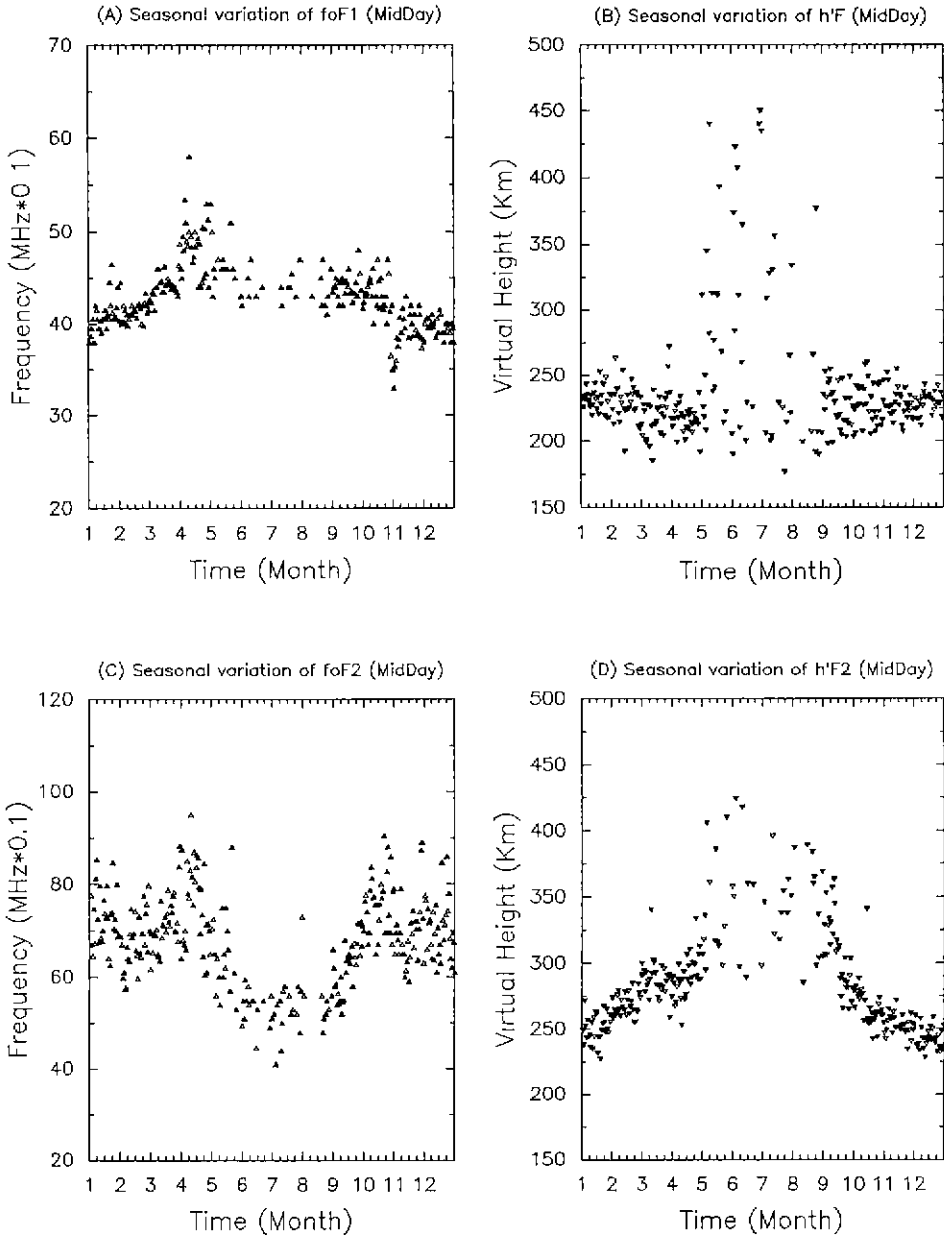 (A) Seasonal variation of foF1 (MidDay)
70
60
50
40
30
20
Frequency (MHz*0 1)
1 2 3 4 5 6 7 8 9 10 11 12
Time (Month)
(B) Seasonal variation of h'F (MidDay)
500
450
400
350
300
250
200
150
Virtual Height (Km)
1 2 3 4 5 6 7 8 9 10 11 12
Time (Month)
(C) Seasonal variation of foF2 (MidDay)
120
100
80
60
40
20
Frequency (MHz*0.1)
1 2 3 4 5 6 7 8 9 10 11 12
Time (Month)
(D) Seasonal variation of h'F2 (MidDay)
500
450
400
350
300
250
200
150
Virtual Height (Km)
1 2 3 4 5 6 7 8 9 10 11 12
Time (Month)